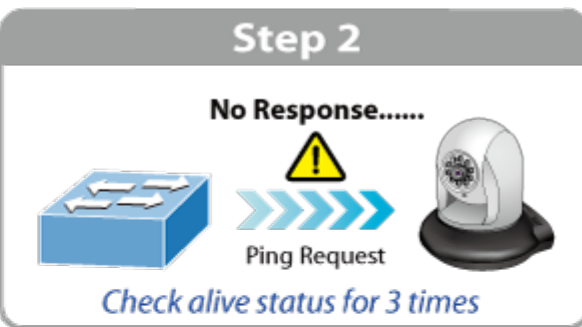 Step 2
No Response......
Ping Request
Check alive status for 3 times